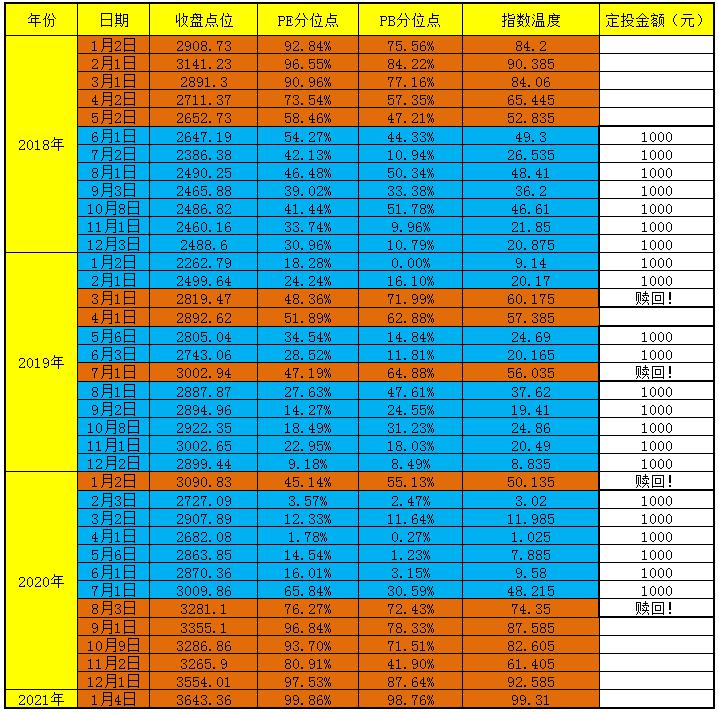 年份 日期 收盘点位 PE分位点 PB分位点 指数温度 定投金额（元）
2018年
1月2日 2908.73 92.84% 75.56% 84.2
2月1日 3141.23 96.55% 84.22% 90.385
3月1日 2891.3 90.96% 77.16% 84.06
4月2日 2711.37 73.54% 57.35% 65.445
5月2日 2652.73 58.46% 47.21% 52.835
6月1日 2647.19 54.27% 44.33% 49.3 1000
7月2日 2386.38 42.13% 10.94% 26.535 1000
8月1日 2490.25 46.48% 50.34% 48.41 1000
9月3日 2465.88 39.02% 33.38% 36.2 1000
10月8日 2486.82 41.44% 51.78% 46.61 1000
11月1日 2460.16 33.74% 9.96% 21.85 1000
12月3日 2488.6 30.96% 10.79% 20.875 1000
2019年
1月2日 2262.79 18.28% 0.00% 9.14 1000
2月1日 2499.64 24.24% 16.10% 20.17 1000
3月1日 2819.47 48.36% 71.99% 60.175 赎回！
4月1日 2892.62 51.89% 62.88% 57.385
5月6日 2805.04 34.54% 14.84% 24.69 1000
6月3日 2743.06 28.52% 11.81% 20.165 1000
7月1日 3002.94 47.19% 64.88% 56.035 赎回！
8月1日 2887.87 27.63% 47.61% 37.62 1000
9月2日 2894.96 14.27% 24.55% 19.41 1000
10月8日 2922.35 18.49% 31.23% 24.86 1000
11月1日 3002.65 22.95% 18.03% 20.49 1000
12月2日 2899.44 9.18% 8.49% 8.835 1000
2020年
1月2日 3090.83 45.14% 55.13% 50.135 赎回！
2月3日 2727.09 3.57% 2.47% 3.02 1000
3月2日 2907.89 12.33% 11.64% 11.985 1000
4月1日 2682.08 1.78% 0.27% 1.025 1000
5月6日 2863.85 14.54% 1.23% 7.885 1000
6月1日 2870.36 16.01% 3.15% 9.58 1000
7月1日 3009.86 65.84% 30.59% 48.215 1000
8月3日 3281.1 76.27% 72.43% 74.35 赎回！
9月1日 3355.1 96.84% 78.33% 87.585
10月9日 3286.86 93.70% 71.51% 82.605
11月2日 3265.9 80.91% 41.90% 61.405
12月1日 3554.01 97.53% 87.64% 92.585
2021年 1月4日 3643.36 99.86% 98.76% 99.31